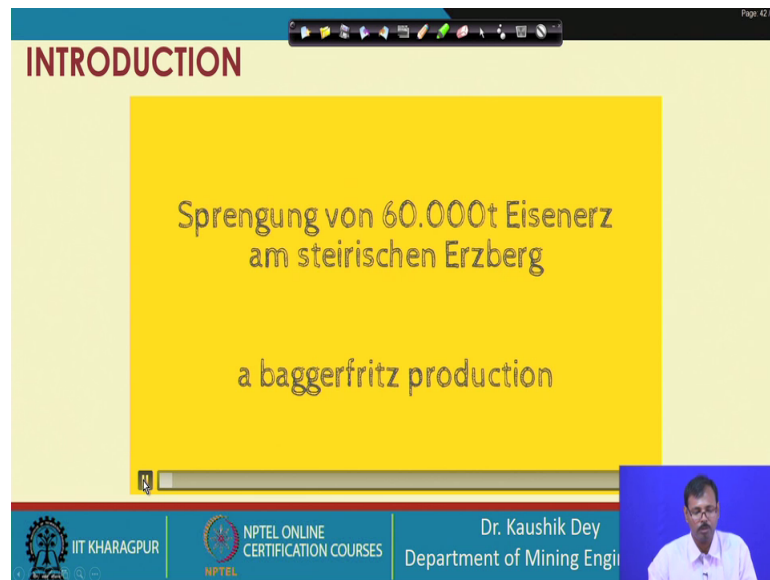 Page: 42
INTRODUCTION
Sprengung von 60.000t Eisenerz
am steirischen Erzberg
a baggerfritz production
IIT KHARAGPUR
NPTEL
NPTEL ONLINE
CERTIFICATION COURSES
Dr. Kaushik Dey
Department of Mining Engi